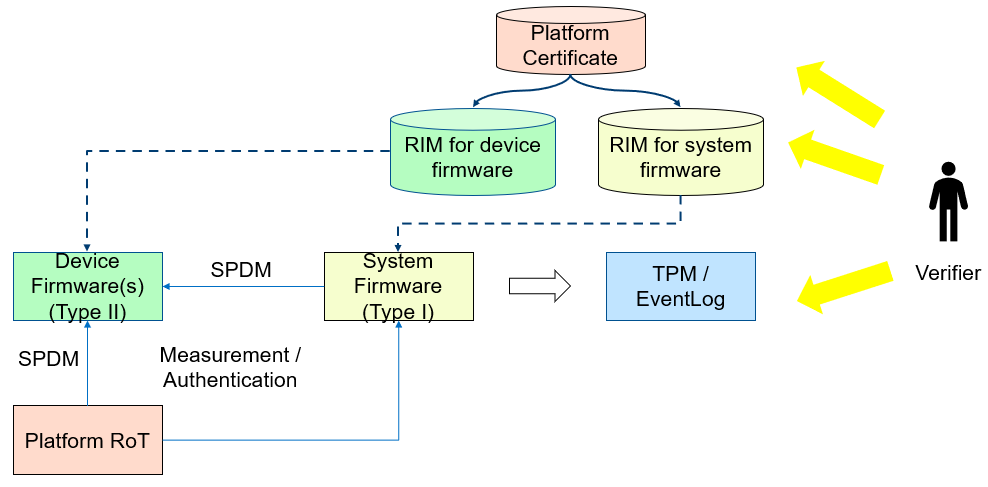 Platform
Certificate
RIM for device
firmware
RIM for system
firmware
Device
Firmware(s)
(Type II)
SPDM
System
Firmware
(Type I)
TPM /
EventLog
Verifier
SPDM
Measurement /
Authentication
Platform RoT